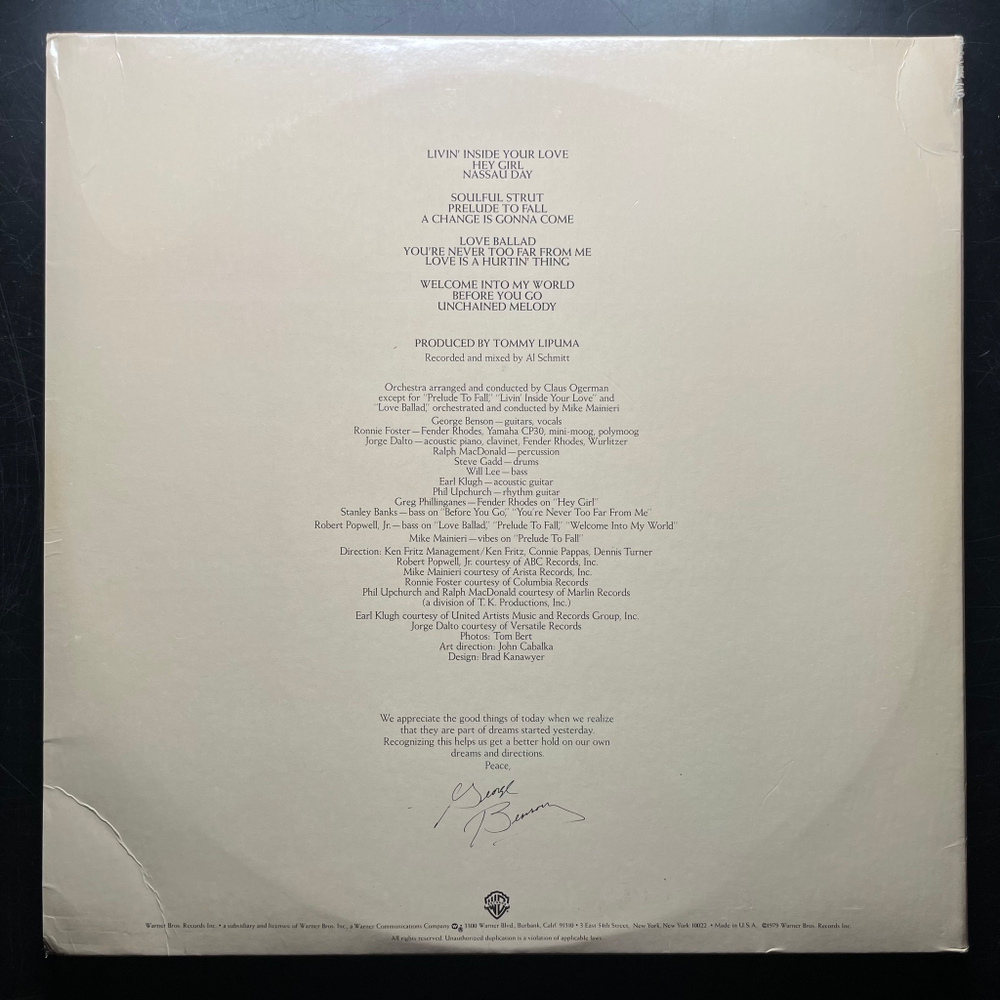 LIVIN' INSIDE YOUR LOVE
HEY GIRL
NASSAU DAY
SOULFUL STRUT
PRELUDE TO FALL
A CHANGE IS GONNA COME
LOVE BALLAD
YOU'RE NEVER TOO FAR FROM ME
LOVE IS A HURTIN' THING
WELCOME INTO MY WORLD
BEFORE YOU GO
UNCHAINED MELODY
PRODUCED BY TOMMY LIPUMA
Recorded and mixed by Al Schmitt
Orchestra arranged and conducted by Claus Ogerman
except for "Prelude To Fall," "Livin' Inside Your Love" and
"Love Ballad," orchestrated and conducted by Mike Mainieri
George Benson—guitars, vocals
Ronnie Foster—Fender Rhodes, Yamaha CP30, mini-moog, polymoog
Jorge Dalto—acoustic piano, clavinet, Fender Rhodes, Wurlitzer
Ralph MacDonald—percussion
Steve Gadd—drums
Will Lee—bass
Earl Klugh—acoustic guitar
Phil Upchurch—rhythm guitar
Greg Phillinganes—Fender Rhodes on "Hey Girl"
Stanley Banks—bass on "Before You Go," "You're Never Too Far From Me"
Robert Popwell, Jr.—bass on "Love Ballad," "Prelude To Fall," "Welcome Into My World"
Mike Mainieri—vibes on "Prelude To Fall"
Direction: Ken Fritz Management/Ken Fritz, Connie Pappas, Dennis Turner
Robert Popwell, Jr. courtesy of ABC Records, Inc.
Mike Mainieri courtesy of Arista Records, Inc.
Ronnie Foster courtesy of Columbia Records
Phil Upchurch and Ralph MacDonald courtesy of Marlin Records
(a division of T.K. Productions, Inc.)
Earl Klugh courtesy of United Artists Music and Records Group, Inc.
Jorge Dalto courtesy of Versatile Records
Photos: Tom Bert
Art direction: John Cabalka
Design: Brad Kanawyer
We appreciate the good things of today when we realize
that they are part of dreams started yesterday.
Recognizing this helps us get a better hold on our own
dreams and directions.
Peace,
George
Benson
Warner Bros. Records Inc. • a subsidiary and licensee of Warner Bros. Inc., a Warner Communications Company 3300 Warner Blvd., Burbank, Calif. 91510 • 3 East 54th Street, New York, New York 10022 • Made in U.S.A. ©1979 Warner Bros. Records Inc.
All rights reserved. Unauthorized duplication is a violation of applicable laws.